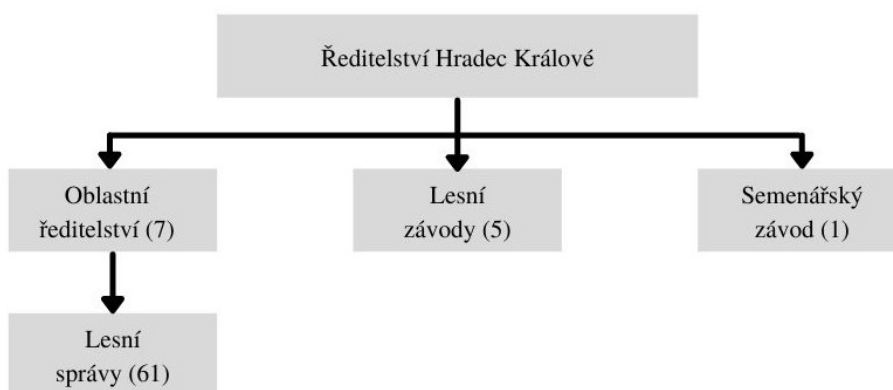 Ředitelství Hradec Králové
Oblastní
ředitelství (7)
Lesní
závody (5)
Semenářský
závod (1)
Lesní
správy (61)